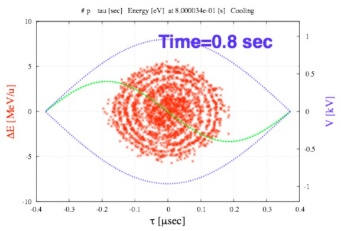 # p tau [sec] Energy [eV] at 8.000034e-01 [s] Cooling
Time=0.8 sec
10
5
0
-5
-10
ΔE [MeV/u]
1
0.5
0
-0.5
-1
V [kV]
-0.4 -0.3 -0.2 -0.1 0 0.1 0.2 0.3 0.4
τ [μsec]